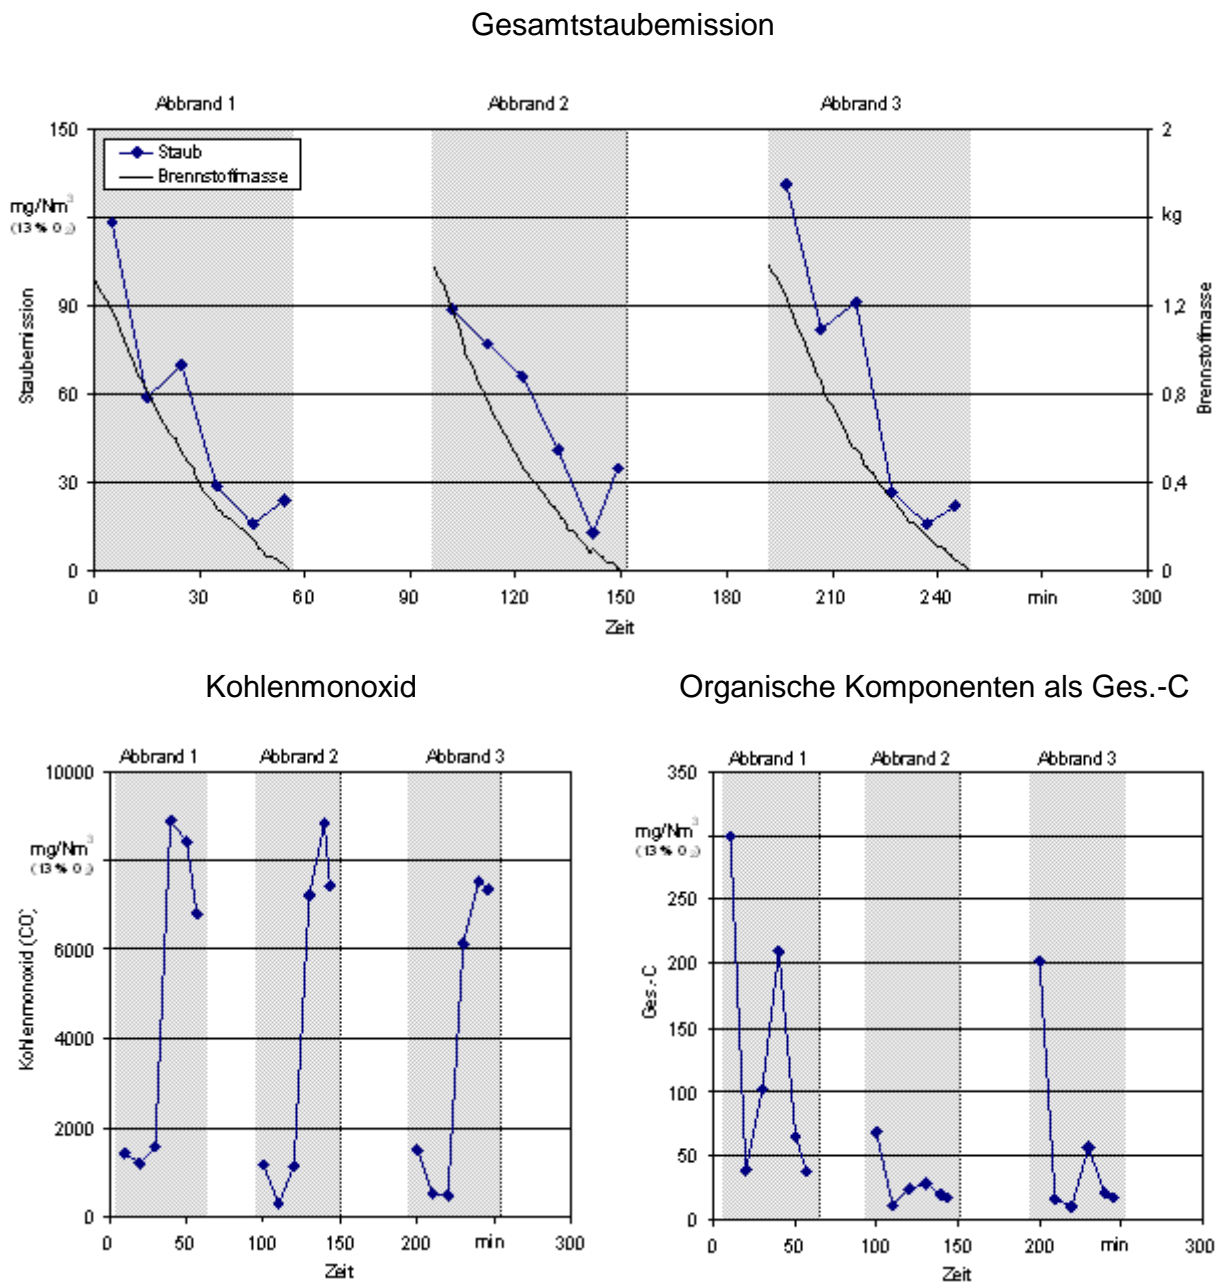 Gesamtstaubemission
Abbrand 1 Abbrand 2 Abbrand 3
150 2
Staub
Brennstoffmasse
mg/Nm³ kg
(13 % O₂)
90 1,2
60 0,8
30 0,4
0 0
Staubemission
Brennstoffmasse
0 30 60 90 120 150 180 210 240 min 300
Zeit
Kohlenmonoxid
Abbrand 1 Abbrand 2 Abbrand 3
10000
mg/Nm³
(13 % O₂)
6000
4000
2000
0
Kohlenmonoxid (CO)
0 50 100 150 200 min 300
Zeit
Organische Komponenten als Ges.-C
Abbrand 1 Abbrand 2 Abbrand 3
350
mg/Nm³
(13 % O₂)
250
200
150
100
50
0
Ges.-C
0 50 100 150 200 min 300
Zeit